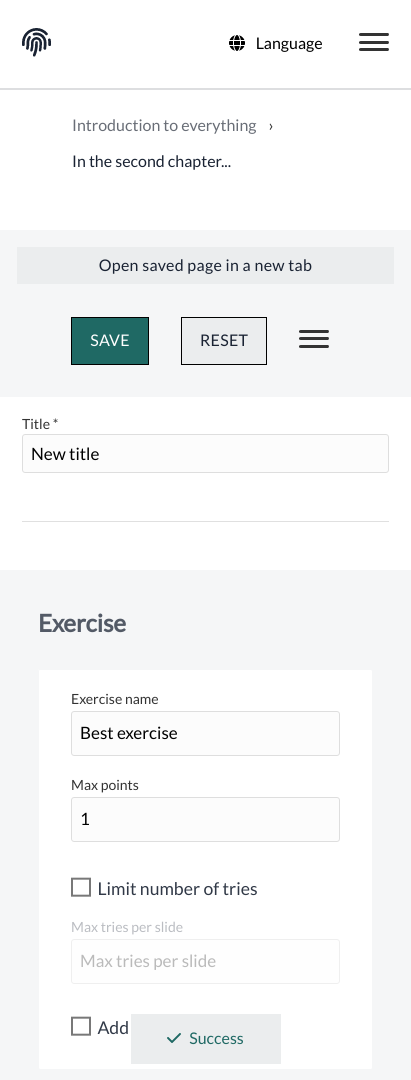 Language
Introduction to everything ›
In the second chapter...
Open saved page in a new tab
SAVE RESET
Title *
New title
Exercise
Exercise name
Best exercise
Max points
1
Limit number of tries
Max tries per slide
Max tries per slide
Add
Success